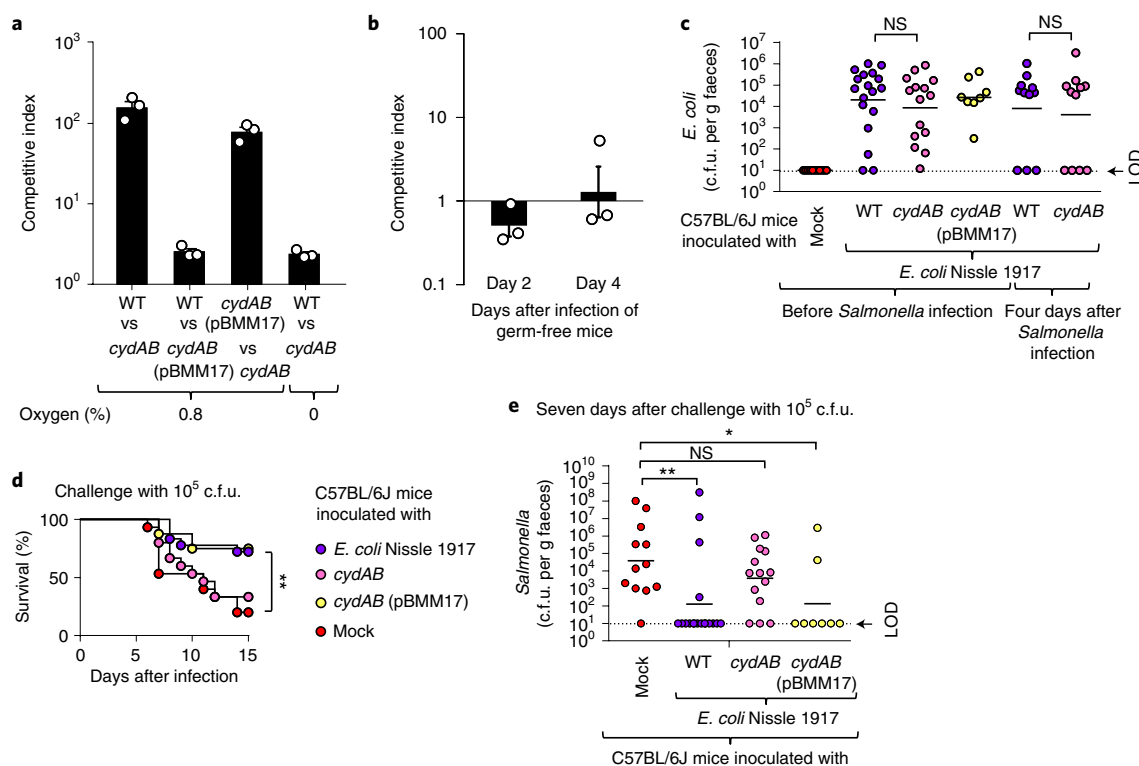 a
10³
10²
10¹
10⁰
Competitive index
WT
vs
cydAB
WT
vs
cydAB
(pBMM17)
cydAB
(pBMM17)
vs
cydAB
WT
vs
cydAB
Oxygen (%)
0.8
0
b
100
10
1
0.1
Competitive index
Day 2
Day 4
Days after infection of
germ-free mice
c
NS
NS
10⁷
10⁶
10⁵
10⁴
10³
10²
10¹
10⁰
E. coli
(c.f.u. per g faeces)
LOD
C57BL/6J mice
inoculated with
Mock
WT
cydAB
cydAB
(pBMM17)
WT
cydAB
E. coli Nissle 1917
Before Salmonella infection
Four days after
Salmonella
infection
d
Challenge with 10⁵ c.f.u.
100
50
0
Survival (%)
0
5
10
15
Days after infection
**
C57BL/6J mice
inoculated with
E. coli Nissle 1917
cydAB
cydAB (pBMM17)
Mock
e
Seven days after challenge with 10⁵ c.f.u.
*
NS
**
10¹⁰
10⁹
10⁸
10⁷
10⁶
10⁵
10⁴
10³
10²
10¹
10⁰
Salmonella
(c.f.u. per g faeces)
LOD
Mock
WT
cydAB
cydAB
(pBMM17)
E. coli Nissle 1917
C57BL/6J mice inoculated with